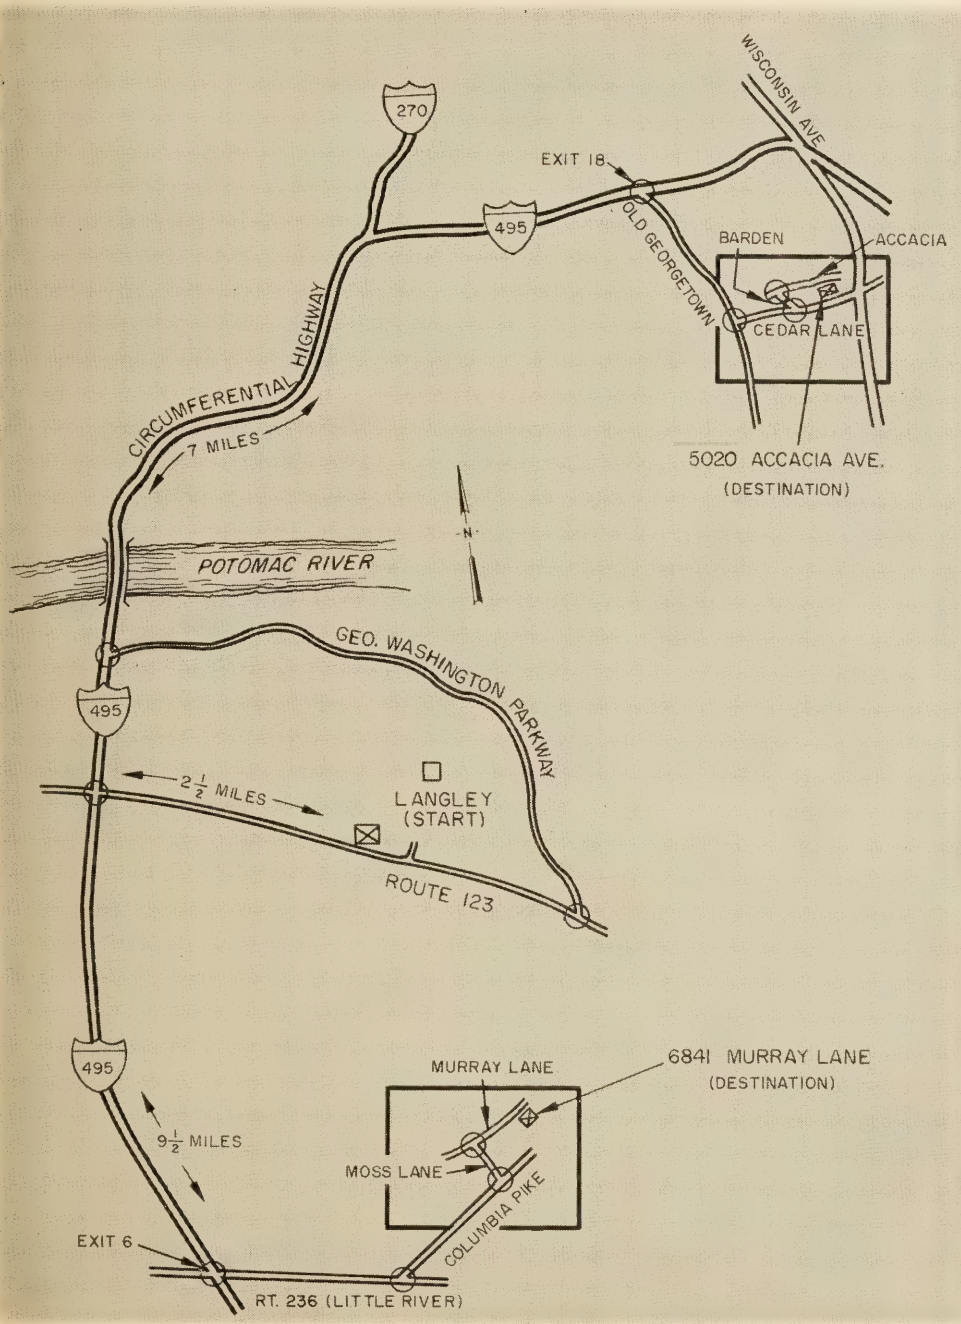 WISCONSIN AVE
270
EXIT 18
495
OLD GEORGETOWN
BARDEN
ACCACIA
CEDAR LANE
CIRCUMFERENTIAL HIGHWAY
7 MILES
5020 ACCACIA AVE.
(DESTINATION)
-N-
POTOMAC RIVER
GEO. WASHINGTON PARKWAY
495
2 1/2 MILES
LANGLEY
(START)
ROUTE 123
495
MURRAY LANE
6841 MURRAY LANE
(DESTINATION)
9 1/2 MILES
MOSS LANE
COLUMBIA PIKE
EXIT 6
RT. 236 (LITTLE RIVER)